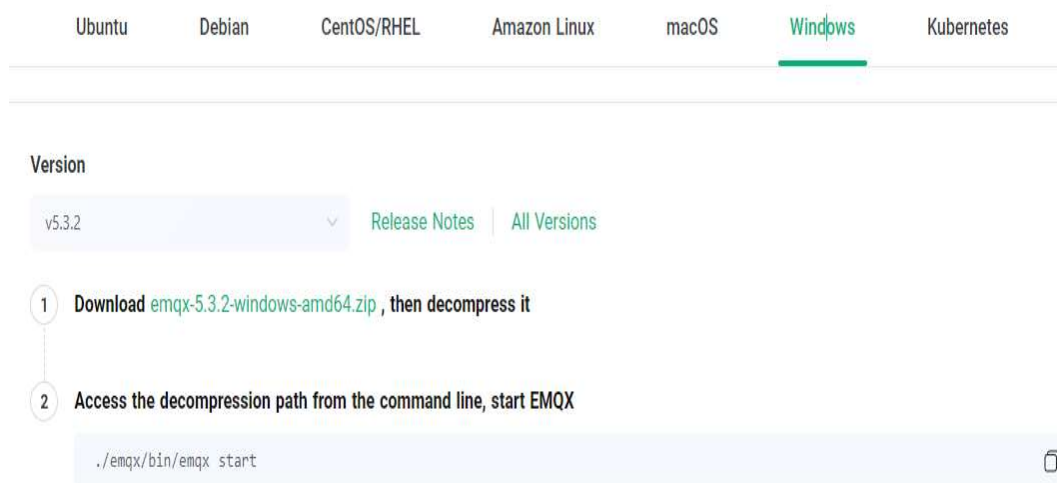 Ubuntu Debian CentOS/RHEL Amazon Linux macOS Windows Kubernetes
Version
v5.3.2 Release Notes All Versions
1 Download emqx-5.3.2-windows-amd64.zip , then decompress it
2 Access the decompression path from the command line, start EMQX
./emqx/bin/emqx start